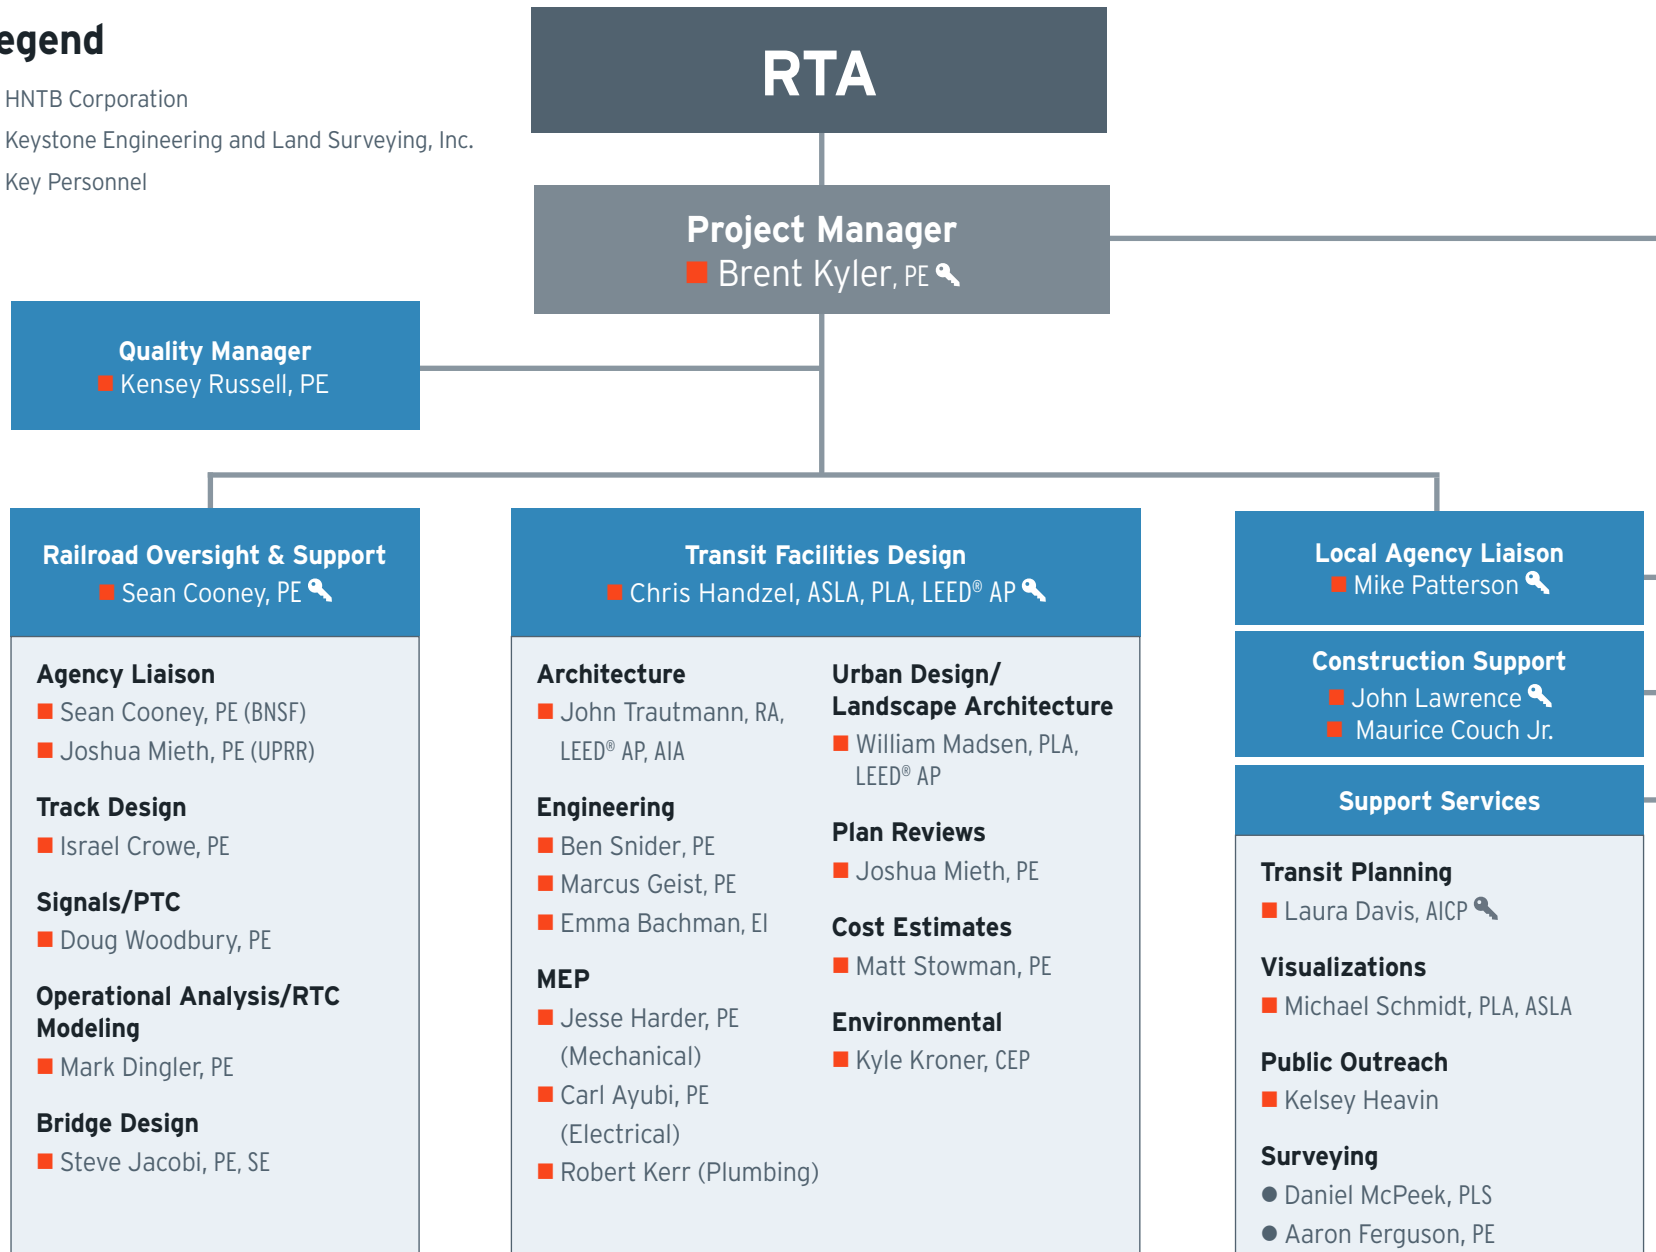 egend
HNTB Corporation
Keystone Engineering and Land Surveying, Inc.
Key Personnel
RTA
Project Manager
Brent Kyler, PE
Quality Manager
Kensey Russell, PE
Railroad Oversight & Support
Sean Cooney, PE
Agency Liaison
Sean Cooney, PE (BNSF)
Joshua Mieth, PE (UPRR)
Track Design
Israel Crowe, PE
Signals/PTC
Doug Woodbury, PE
Operational Analysis/RTC
Modeling
Mark Dingler, PE
Bridge Design
Steve Jacobi, PE, SE
Transit Facilities Design
Chris Handzel, ASLA, PLA, LEED® AP
Architecture
John Trautmann, RA,
LEED® AP, AIA
Engineering
Ben Snider, PE
Marcus Geist, PE
Emma Bachman, EI
MEP
Jesse Harder, PE
(Mechanical)
Carl Ayubi, PE
(Electrical)
Robert Kerr (Plumbing)
Urban Design/
Landscape Architecture
William Madsen, PLA,
LEED® AP
Plan Reviews
Joshua Mieth, PE
Cost Estimates
Matt Stowman, PE
Environmental
Kyle Kroner, CEP
Local Agency Liaison
Mike Patterson
Construction Support
John Lawrence
Maurice Couch Jr.
Support Services
Transit Planning
Laura Davis, AICP
Visualizations
Michael Schmidt, PLA, ASLA
Public Outreach
Kelsey Heavin
Surveying
Daniel McPeek, PLS
Aaron Ferguson, PE